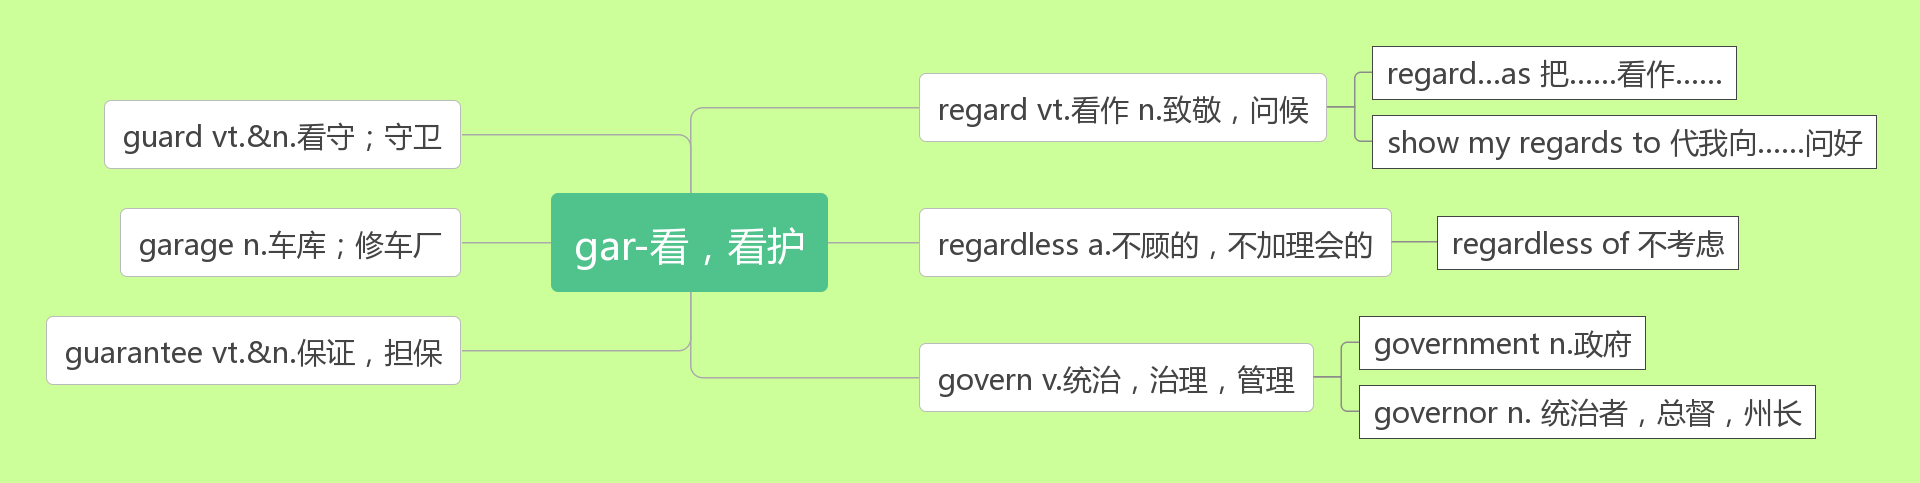 gar-看，看护
regard vt.看作 n.致敬，问候
regard...as 把......看作......
show my regards to 代我向......问好
regardless a.不顾的，不加理会的
regardless of 不考虑
govern v.统治，治理，管理
government n.政府
governor n. 统治者，总督，州长
guard vt.&n.看守；守卫
garage n.车库；修车厂
guarantee vt.&n.保证，担保